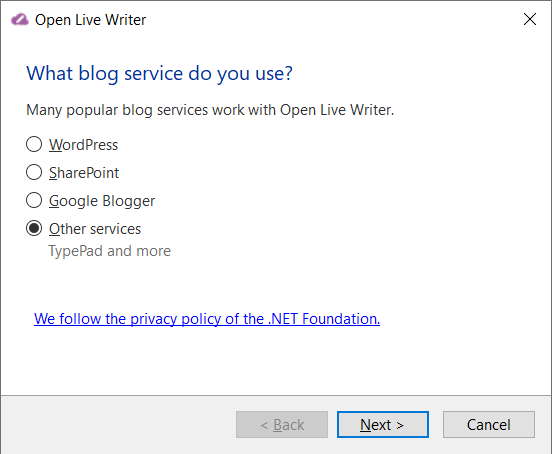 Open Live Writer
What blog service do you use?
Many popular blog services work with Open Live Writer.
WordPress
SharePoint
Google Blogger
Other services
TypePad and more
We follow the privacy policy of the .NET Foundation.
< Back Next > Cancel